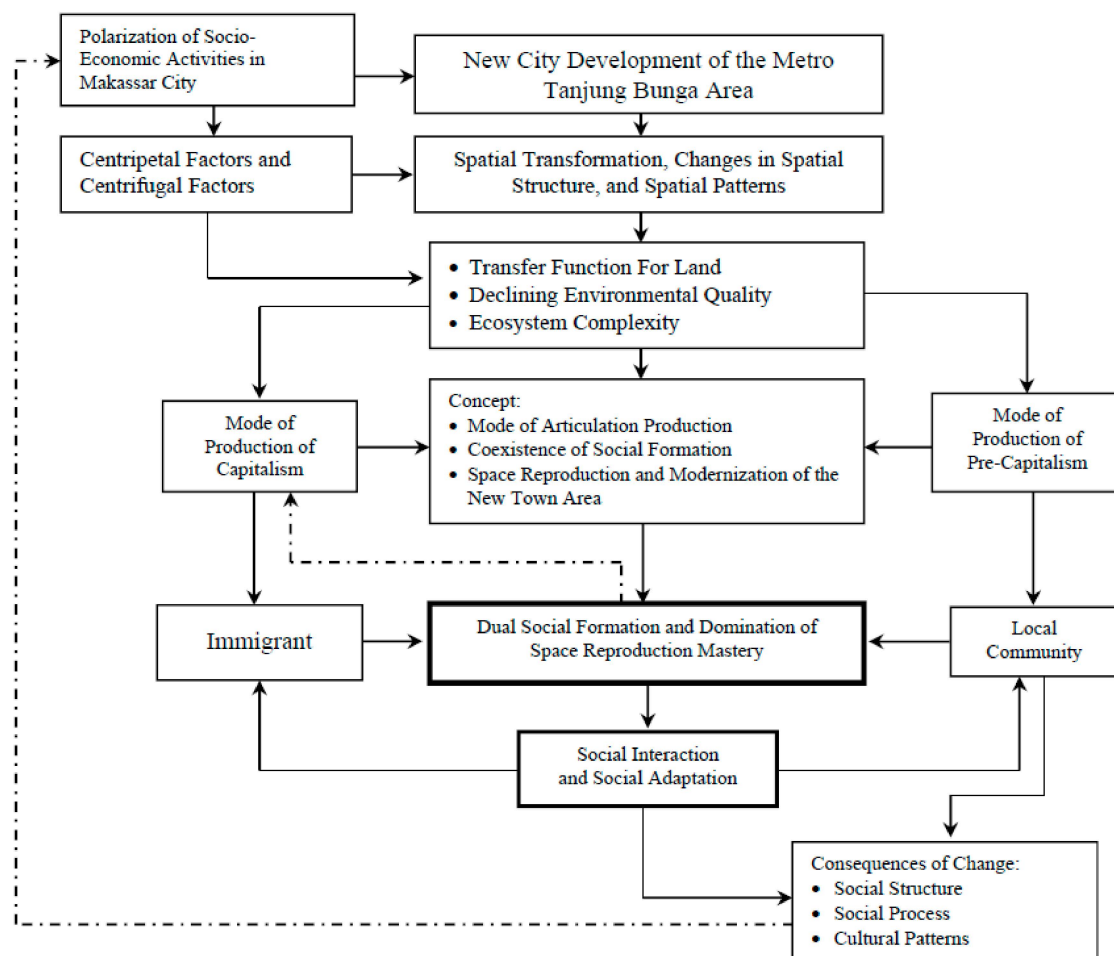 Polarization of Socio-
Economic Activities in
Makassar City
New City Development of the Metro
Tanjung Bunga Area
Centripetal Factors and
Centrifugal Factors
Spatial Transformation, Changes in Spatial
Structure, and Spatial Patterns
• Transfer Function For Land
• Declining Environmental Quality
• Ecosystem Complexity
Mode of
Production of
Capitalism
Concept:
• Mode of Articulation Production
• Coexistence of Social Formation
• Space Reproduction and Modernization of the
New Town Area
Mode of
Production of
Pre-Capitalism
Immigrant
Dual Social Formation and Domination of
Space Reproduction Mastery
Local
Community
Social Interaction
and Social Adaptation
Consequences of Change:
• Social Structure
• Social Process
• Cultural Patterns